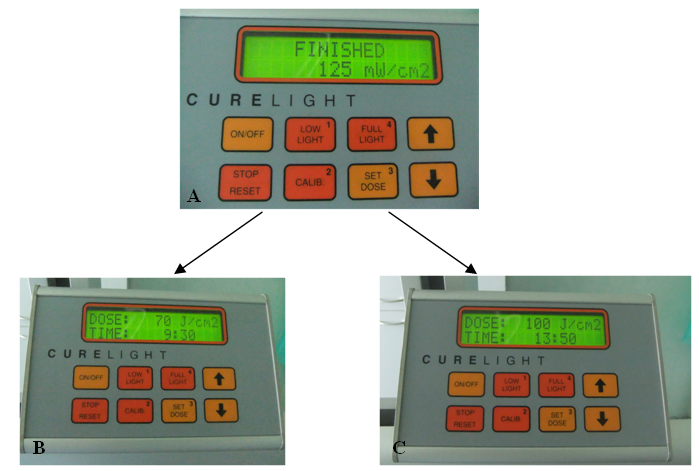 FINISHED
125 mW/cm2
CURELIGHT
ON/OFF
LOW LIGHT 1
FULL LIGHT 4
STOP RESET
CALIB. 2
SET DOSE 3
A
DOSE: 70 J/cm2
TIME: 9:30
CURELIGHT
ON/OFF
LOW LIGHT 1
FULL LIGHT 4
STOP RESET
CALIB. 2
SET DOSE 3
B
DOSE: 100 J/cm2
TIME: 13:50
CURELIGHT
ON/OFF
LOW LIGHT 1
FULL LIGHT 4
STOP RESET
CALIB. 2
SET DOSE 3
C